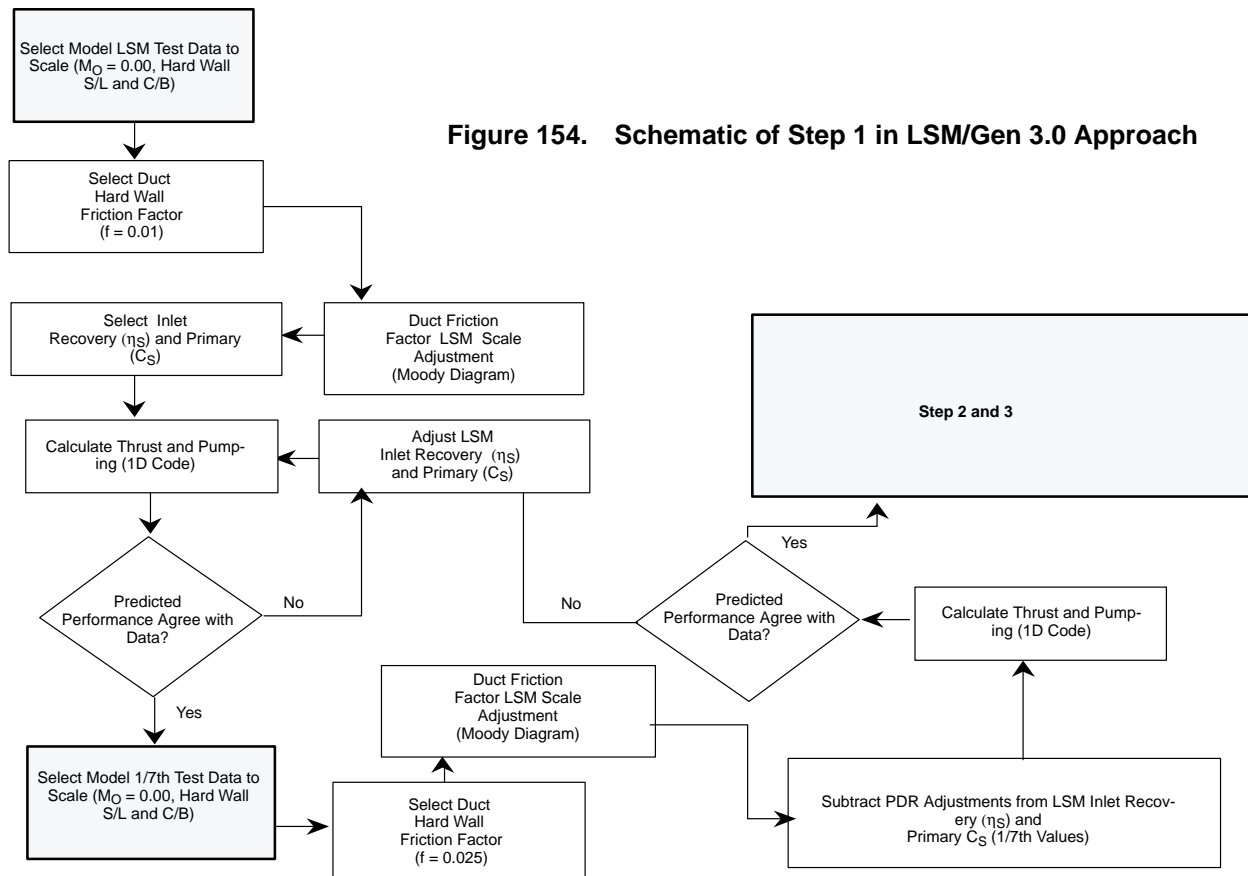 Select Model LSM Test Data to
Scale (MO = 0.00, Hard Wall
S/L and C/B)
Figure 154. Schematic of Step 1 in LSM/Gen 3.0 Approach
Select Duct
Hard Wall
Friction Factor
(f = 0.01)
Select Inlet
Recovery (ηS) and Primary
(CS)
Duct Friction
Factor LSM Scale
Adjustment
(Moody Diagram)
Step 2 and 3
Calculate Thrust and Pump-
ing (1D Code)
Adjust LSM
Inlet Recovery (ηS)
and Primary (CS)
Yes
Predicted
Performance Agree with
Data?
No
No
Predicted
Performance Agree with
Data?
Calculate Thrust and Pump-
ing (1D Code)
Yes
Duct Friction
Factor LSM Scale
Adjustment
(Moody Diagram)
Select Model 1/7th Test Data to
Scale (MO = 0.00, Hard Wall
S/L and C/B)
Select Duct
Hard Wall
Friction Factor
(f = 0.025)
Subtract PDR Adjustments from LSM Inlet Recov-
ery (ηS) and
Primary CS (1/7th Values)